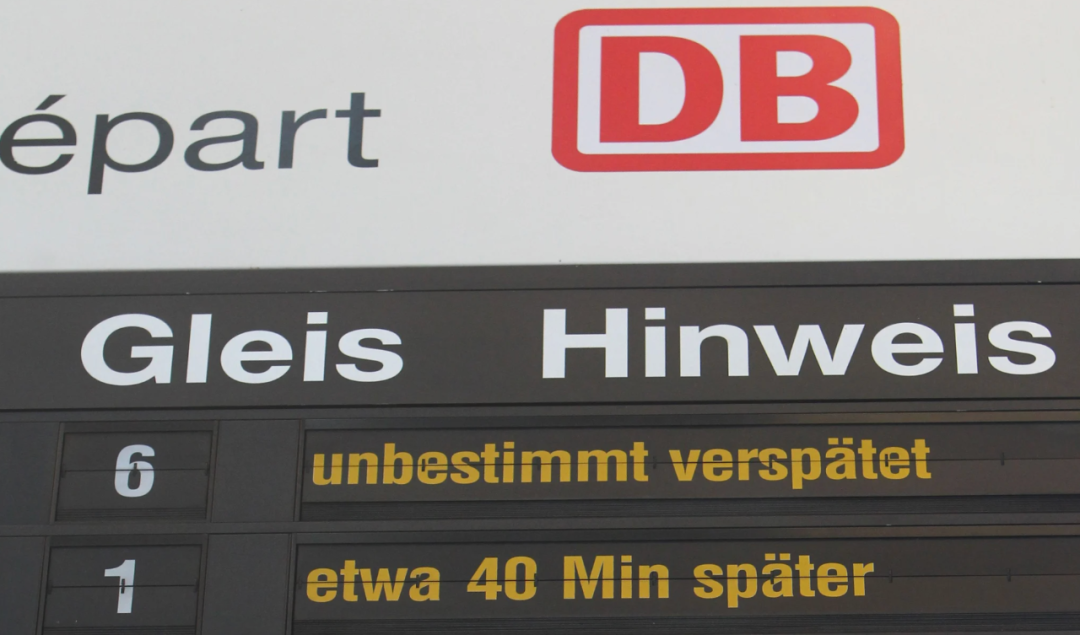 épart DB
Gleis Hinweis
6 unbestimmt verspätet
1 etwa 40 Min später